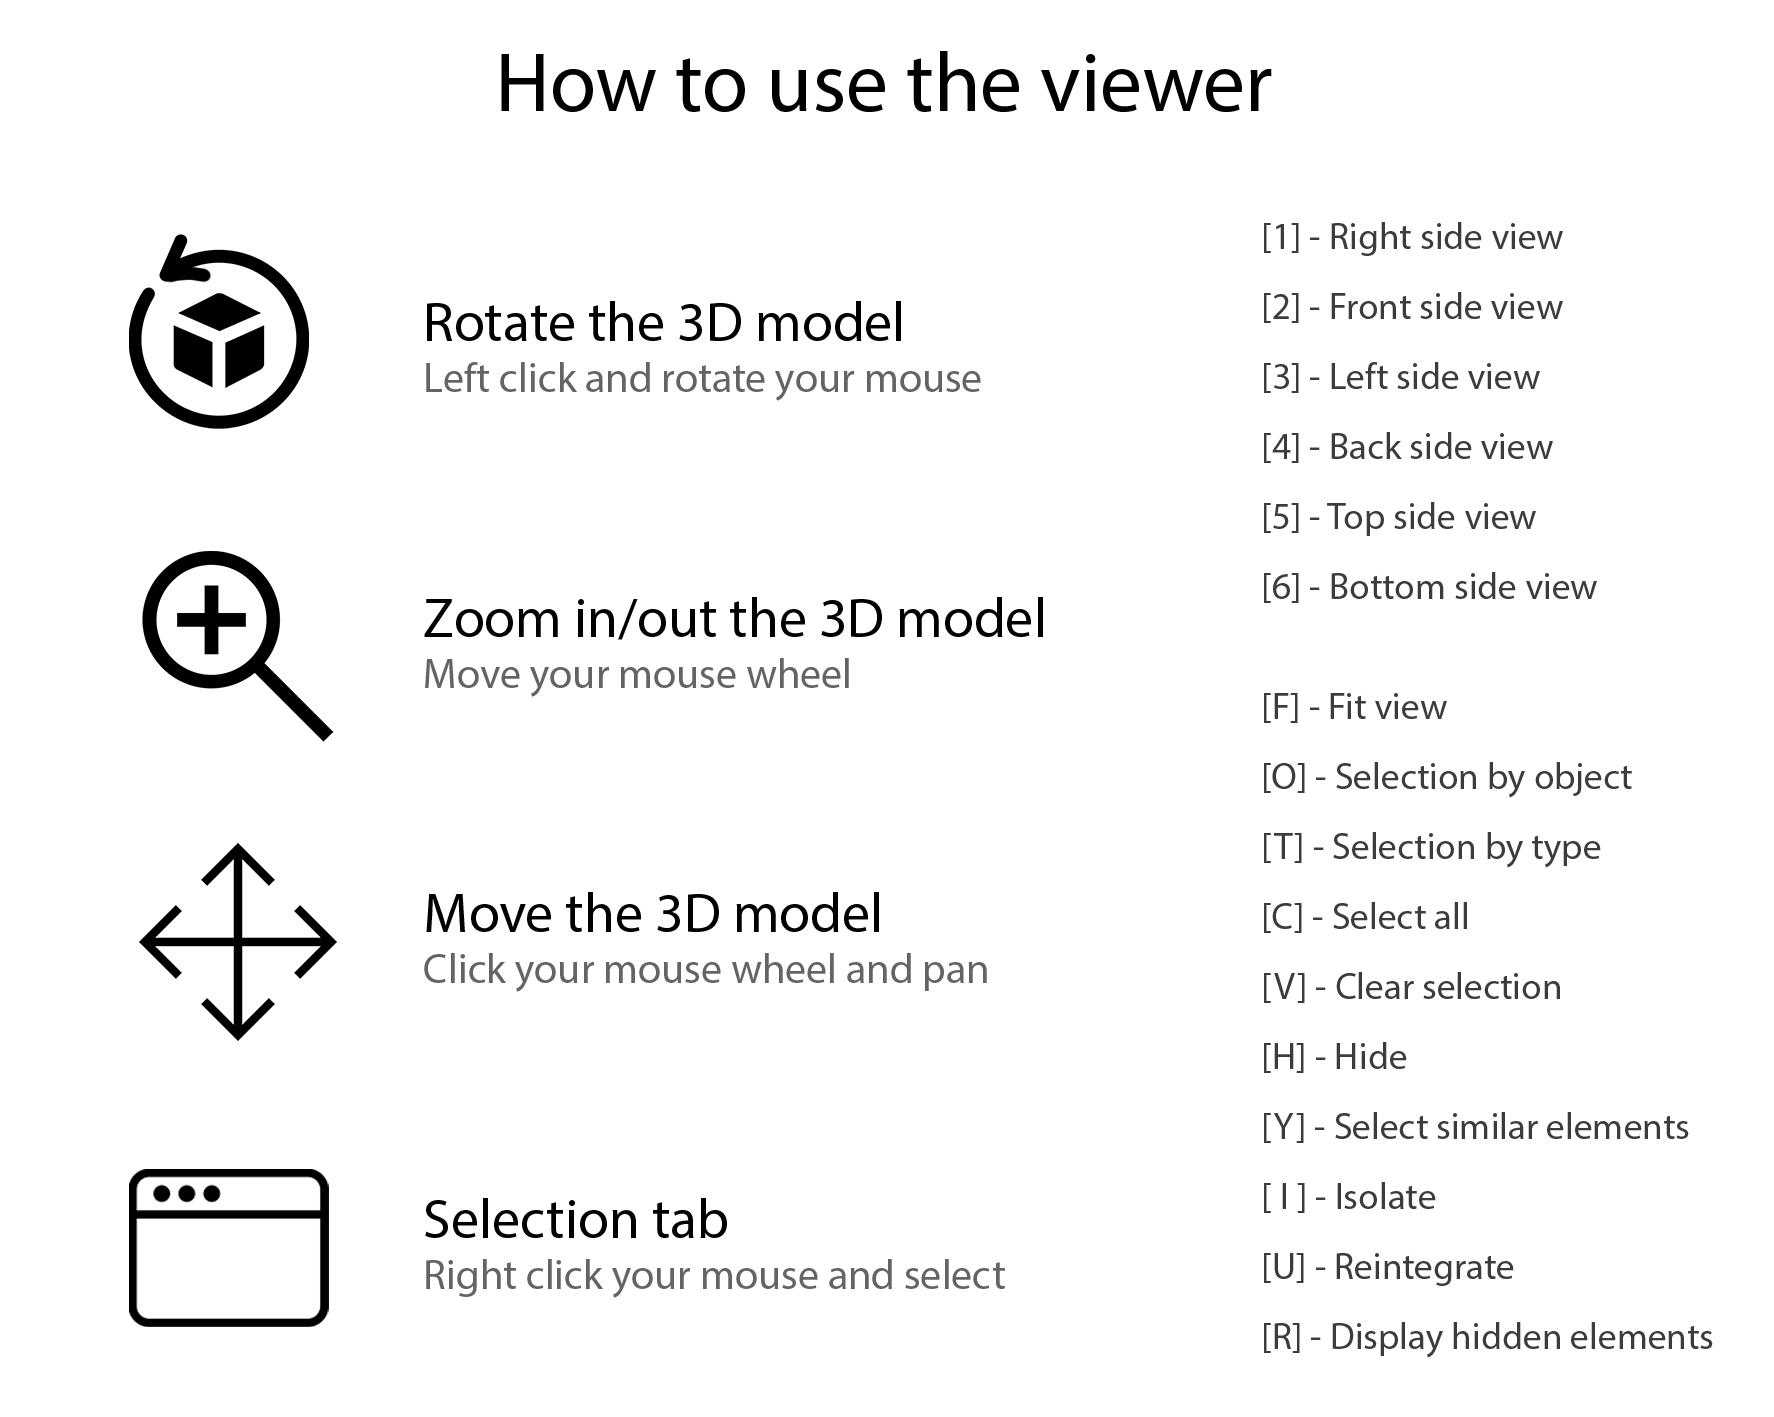 How to use the viewer
Rotate the 3D model
Left click and rotate your mouse
Zoom in/out the 3D model
Move your mouse wheel
Move the 3D model
Click your mouse wheel and pan
Selection tab
Right click your mouse and select
[1] - Right side view
[2] - Front side view
[3] - Left side view
[4] - Back side view
[5] - Top side view
[6] - Bottom side view
[F] - Fit view
[O] - Selection by object
[T] - Selection by type
[C] - Select all
[V] - Clear selection
[H] - Hide
[Y] - Select similar elements
[ I ] - Isolate
[U] - Reintegrate
[R] - Display hidden elements